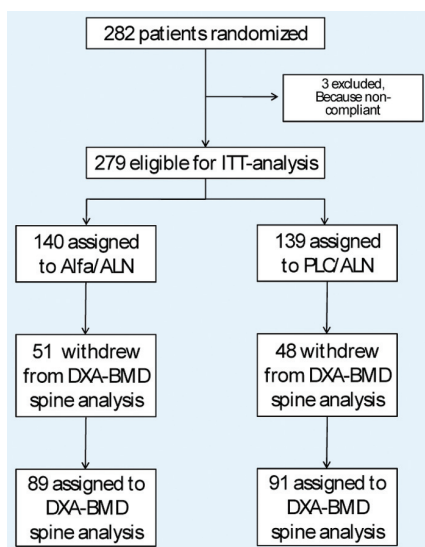 282 patients randomized
3 excluded,
Because non-
compliant
279 eligible for ITT-analysis
140 assigned
to Alfa/ALN
139 assigned
to PLC/ALN
51 withdrew
from DXA-BMD
spine analysis
48 withdrew
from DXA-BMD
spine analysis
89 assigned to
DXA-BMD
spine analysis
91 assigned to
DXA-BMD
spine analysis